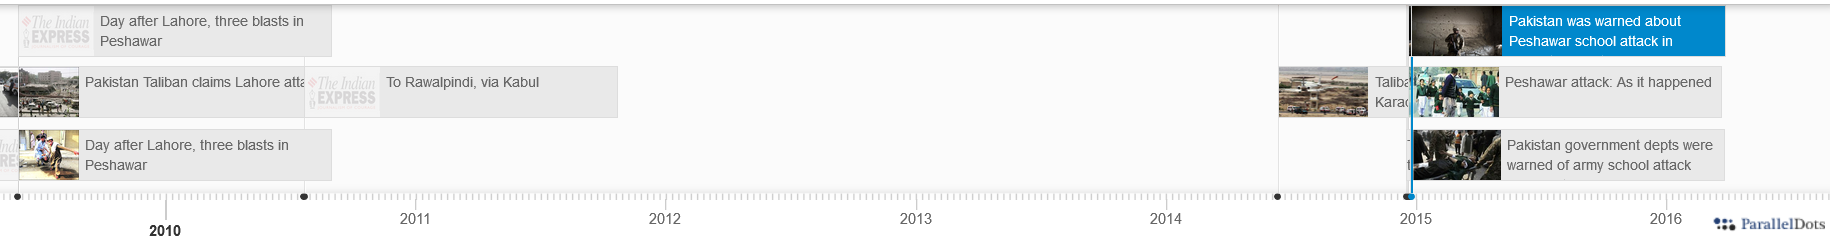 The Indian
EXPRESS
Day after Lahore, three blasts in
Peshawar
Pakistan was warned about
Peshawar school attack in
Pakistan Taliban claims Lahore atta
The Indian
EXPRESS
To Rawalpindi, via Kabul
Taliba
Karac
Peshawar attack: As it happened
Day after Lahore, three blasts in
Peshawar
Pakistan government depts were
warned of army school attack
2010
2011
2012
2013
2014
2015
2016
ParallelDots